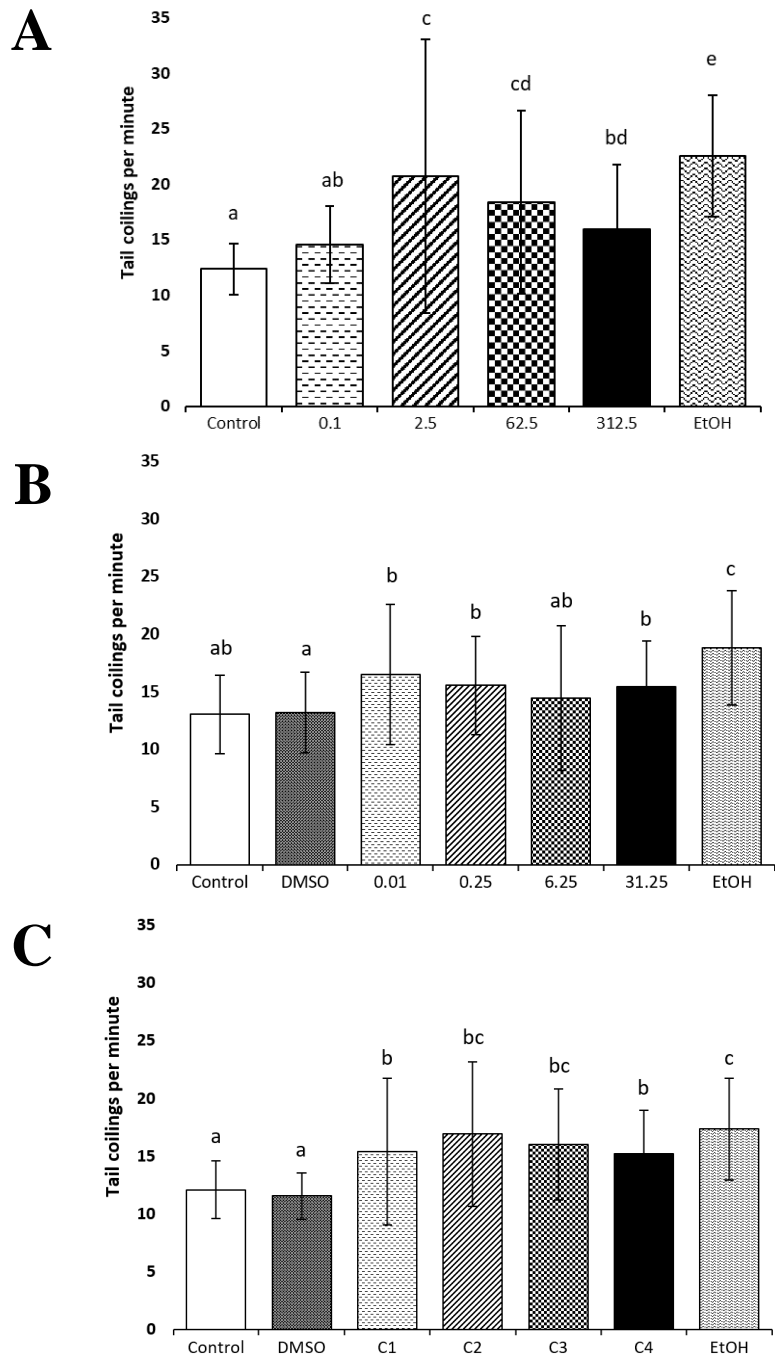 A
Tail coilings per minute
35
30
25
20
15
10
5
0
a
ab
c
cd
bd
e
Control 0.1 2.5 62.5 312.5 EtOH
B
Tail coilings per minute
35
30
25
20
15
10
5
0
ab
a
b
b
ab
b
c
Control DMSO 0.01 0.25 6.25 31.25 EtOH
C
Tail coilings per minute
35
30
25
20
15
10
5
0
a
a
b
bc
bc
b
c
Control DMSO C1 C2 C3 C4 EtOH